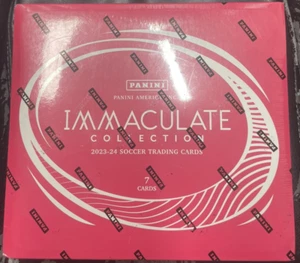 PANINI
PANINI AMERICA
IMMACULATE
COLLECTION
2023-24 SOCCER TRADING CARDS
7
CARDS